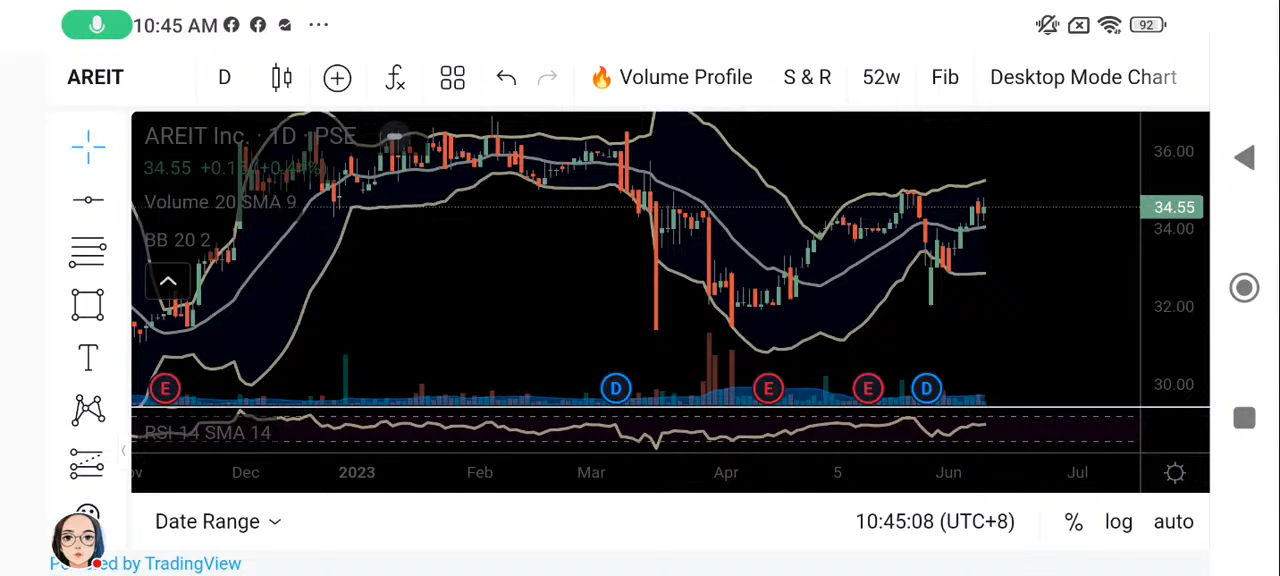 10:45 AM
92
AREIT
D
Volume Profile
S & R
52w
Fib
Desktop Mode Chart
AREIT Inc. · 1D · PSE
34.55
Volume 20 SMA 9
BB 20 2
36.00
34.55
34.00
32.00
30.00
E
D
E
E
D
RSI 14 SMA 14
Dec
2023
Feb
Mar
Apr
5
Jun
Jul
T
Date Range
10:45:08 (UTC+8)
%
log
auto
ed by TradingView